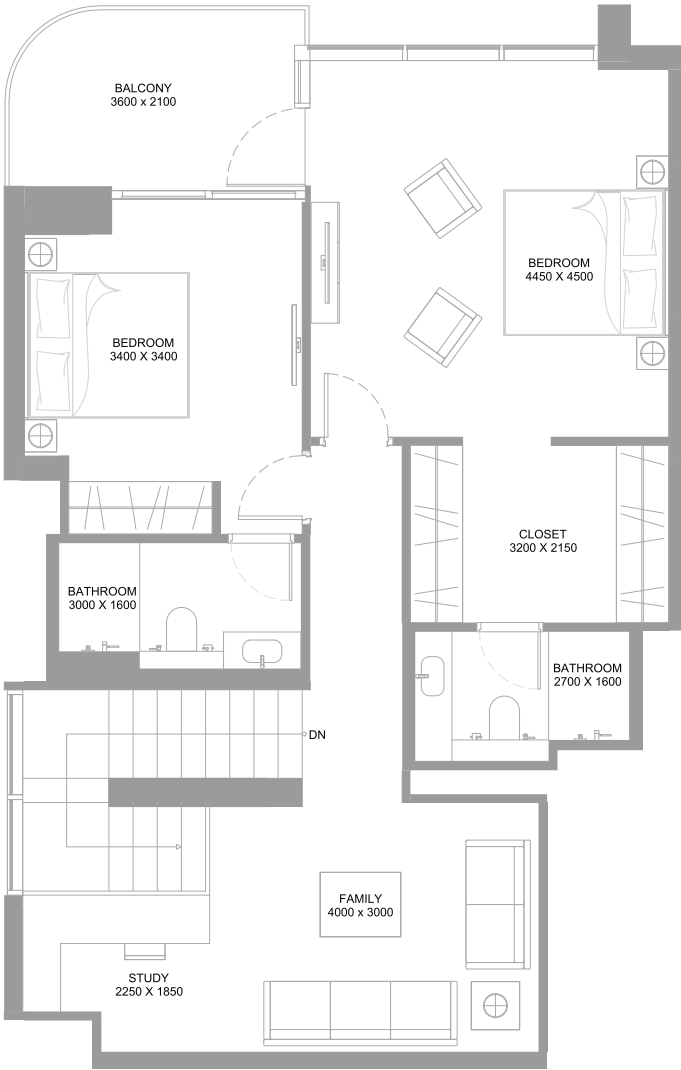 BALCONY
3600 x 2100
BEDROOM
4450 X 4500
BEDROOM
3400 X 3400
CLOSET
3200 X 2150
BATHROOM
3000 X 1600
BATHROOM
2700 X 1600
DN
FAMILY
4000 x 3000
STUDY
2250 X 1850